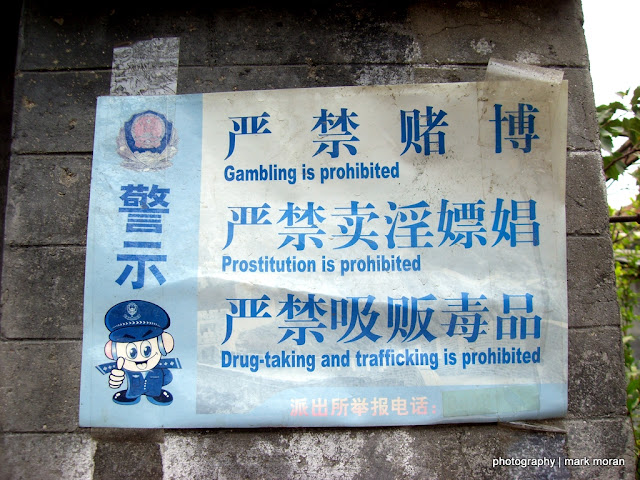 警示
严禁赌博
Gambling is prohibited
严禁卖淫嫖娼
Prostitution is prohibited
严禁吸贩毒品
Drug-taking and trafficking is prohibited
派出所举报电话:
photography | mark moran